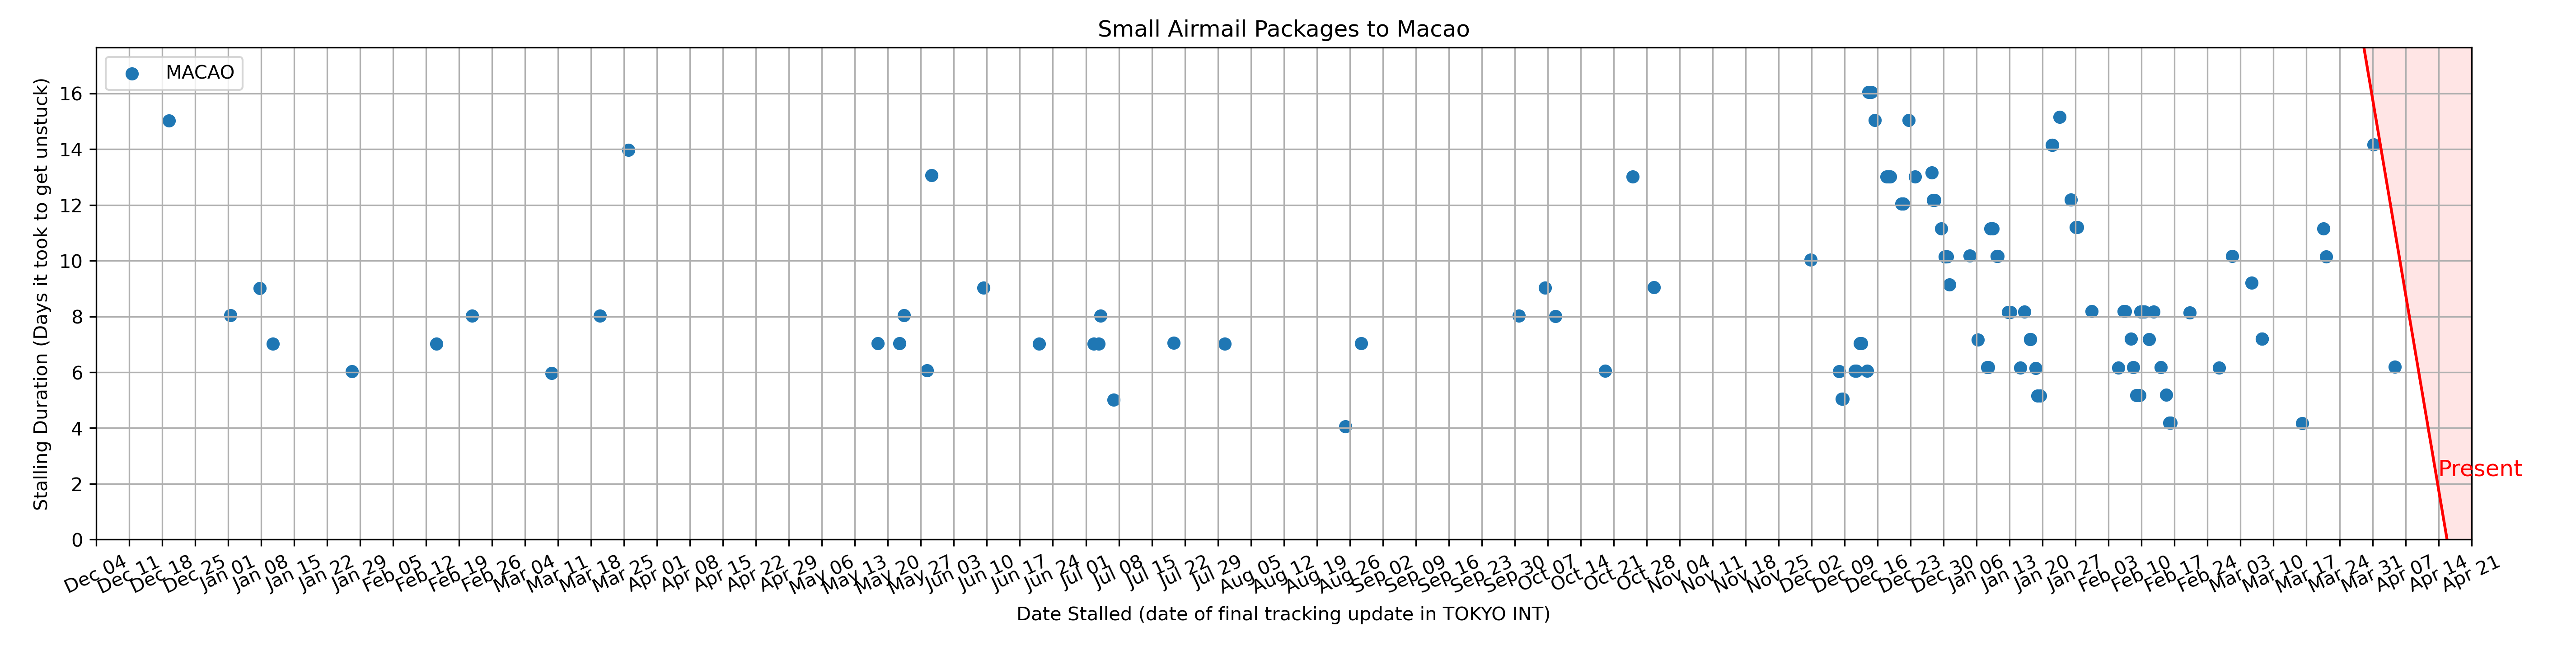 Small Airmail Packages to Macao
MACAO
Stalling Duration (Days it took to get unstuck)
16
14
12
10
8
6
4
2
0
Present
Dec 04 Dec 11 Dec 18 Dec 25 Jan 01 Jan 08 Jan 15 Jan 22 Jan 29 Feb 05 Feb 12 Feb 19 Feb 26 Mar 04 Mar 11 Mar 18 Mar 25 Apr 01 Apr 08 Apr 15 Apr 22 Apr 29 May 06 May 13 May 20 May 27 Jun 03 Jun 10 Jun 17 Jun 24 Jul 01 Jul 08 Jul 15 Jul 22 Jul 29 Aug 05 Aug 12 Aug 19 Aug 26 Sep 02 Sep 09 Sep 16 Sep 23 Sep 30 Oct 07 Oct 14 Oct 21 Oct 28 Nov 04 Nov 11 Nov 18 Nov 25 Dec 02 Dec 09 Dec 16 Dec 23 Dec 30 Jan 06 Jan 13 Jan 20 Jan 27 Feb 03 Feb 10 Feb 17 Feb 24 Mar 03 Mar 10 Mar 17 Mar 24 Mar 31 Apr 07 Apr 14 Apr 21
Date Stalled (date of final tracking update in TOKYO INT)